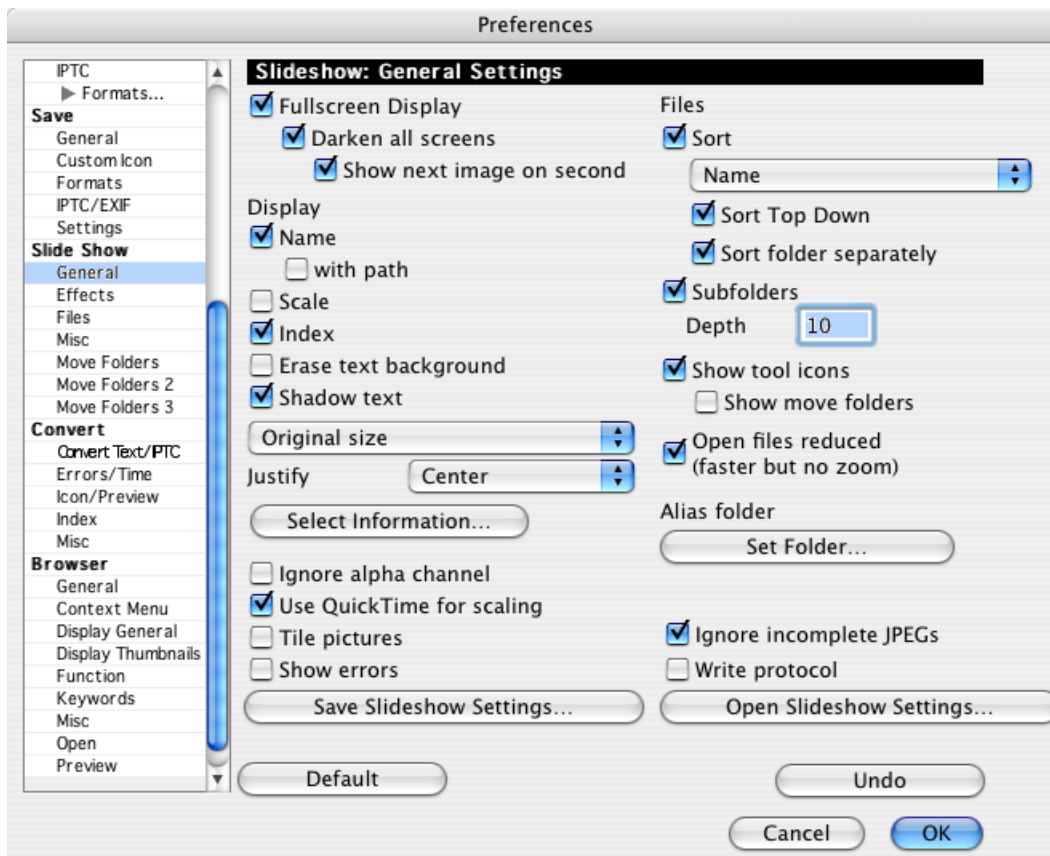 Preferences
IPTC
Formats...
Save
General
Custom Icon
Formats
IPTC/EXIF
Settings
Slide Show
General
Effects
Files
Misc
Move Folders
Move Folders 2
Move Folders 3
Convert
Convert Text/IPTC
Errors/Time
Icon/Preview
Index
Misc
Browser
General
Context Menu
Display General
Display Thumbnails
Function
Keywords
Misc
Open
Preview
Slideshow: General Settings
Fullscreen Display
Darken all screens
Show next image on second
Display
Name
with path
Scale
Index
Erase text background
Shadow text
Original size
Justify Center
Select Information...
Ignore alpha channel
Use QuickTime for scaling
Tile pictures
Show errors
Save Slideshow Settings...
Files
Sort
Name
Sort Top Down
Sort folder separately
Subfolders
Depth 10
Show tool icons
Show move folders
Open files reduced
(faster but no zoom)
Alias folder
Set Folder...
Ignore incomplete JPEGs
Write protocol
Open Slideshow Settings...
Default
Undo
Cancel
OK